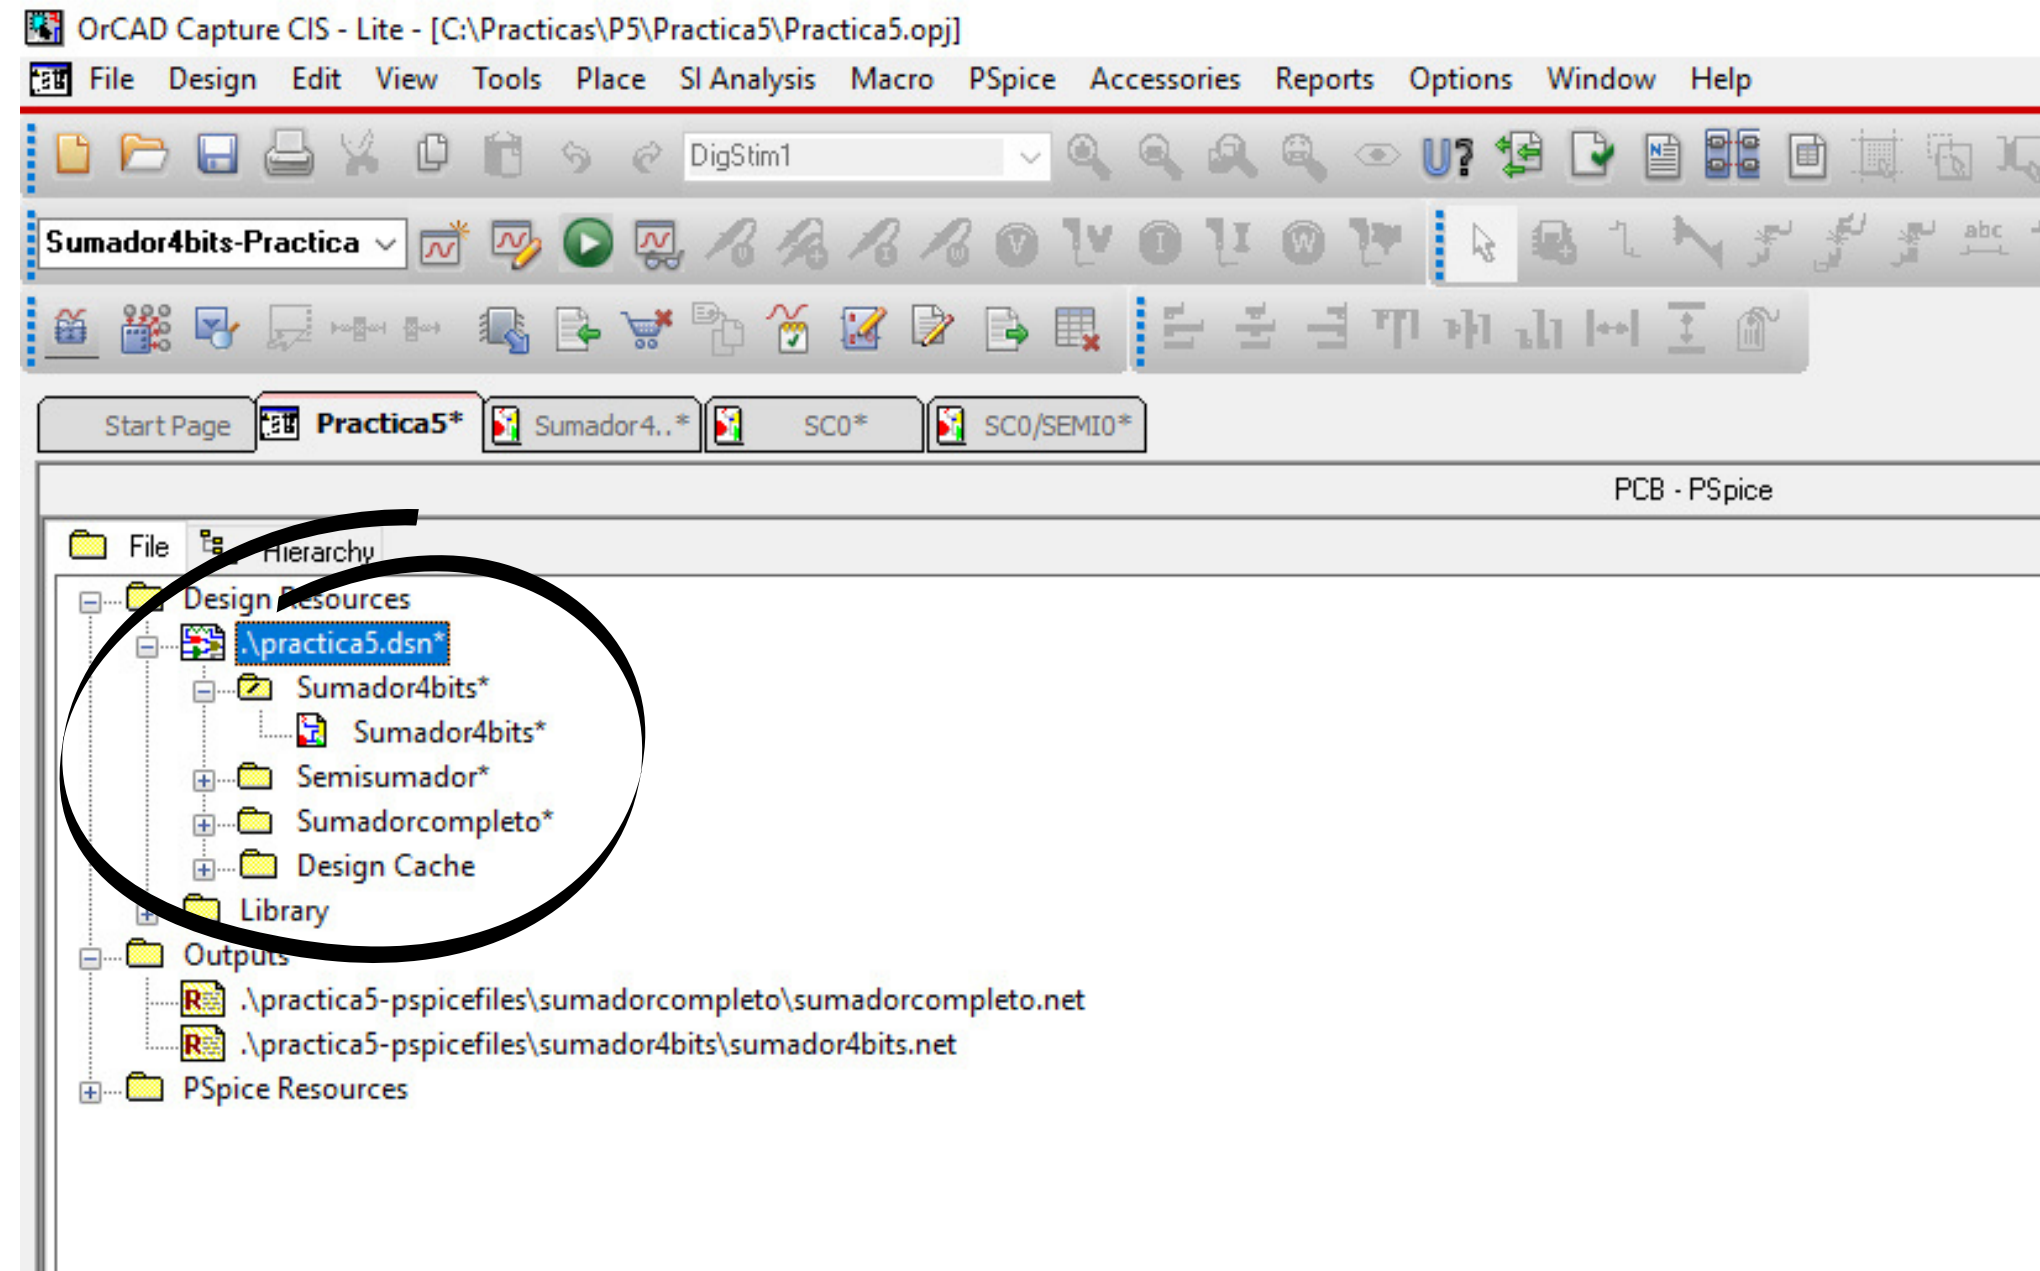 OrCAD Capture CIS - Lite - [C:\Practicas\P5\Practica5\Practica5.opj]
File Design Edit View Tools Place SI Analysis Macro PSpice Accessories Reports Options Window Help
DigStim1
U?
N
Sumador4bits-Practica
V V I I W
abc
Start Page Practica5* Sumador4..* SC0* SC0/SEMI0*
PCB - PSpice
File Hierarchy
Design Resources
.\practica5.dsn*
Sumador4bits*
Sumador4bits*
Semisumador*
Sumadorcompleto*
Design Cache
Library
Outputs
R .\practica5-pspicefiles\sumadorcompleto\sumadorcompleto.net
R .\practica5-pspicefiles\sumador4bits\sumador4bits.net
PSpice Resources